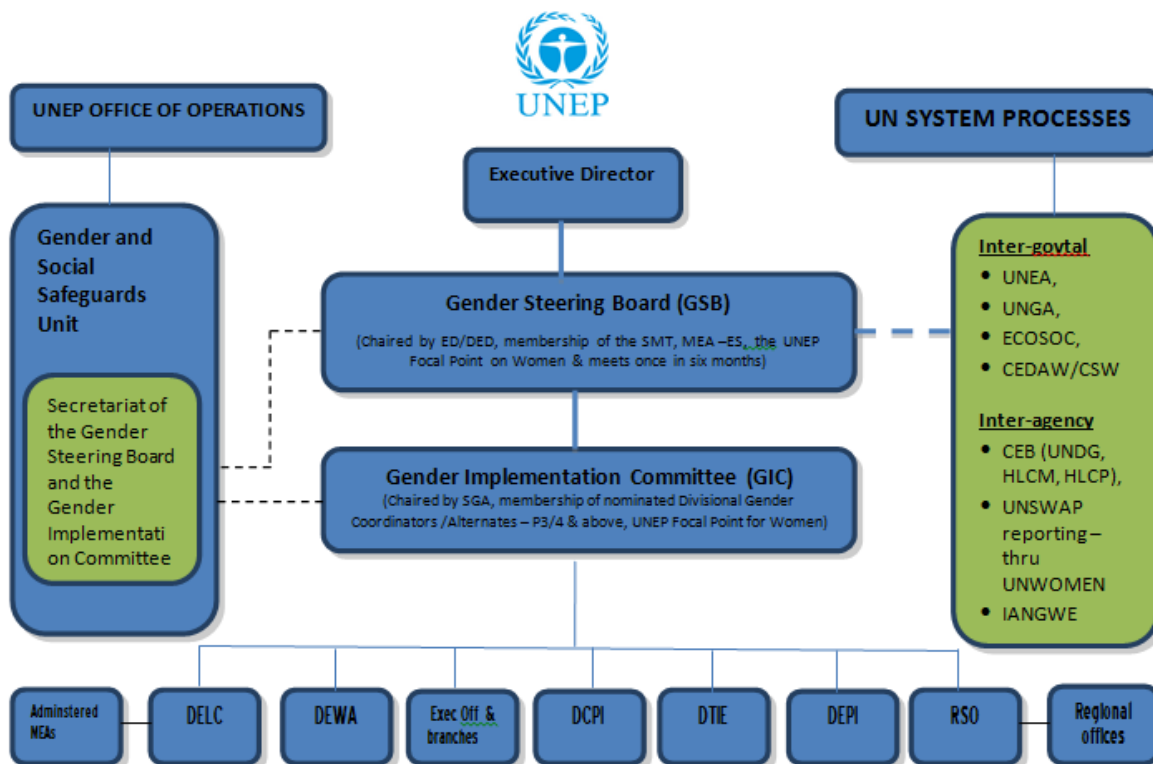 UNEP
UNEP OFFICE OF OPERATIONS
UN SYSTEM PROCESSES
Executive Director
Gender and
Social
Safeguards
Unit
Secretariat of
the Gender
Steering Board
and the
Gender
Implementati
on Committee
Gender Steering Board (GSB)
(Chaired by ED/DED, membership of the SMT, MEA –ES, the UNEP
Focal Point on Women & meets once in six months)
Gender Implementation Committee (GIC)
(Chaired by SGA, membership of nominated Divisional Gender
Coordinators /Alternates – P3/4 & above, UNEP Focal Point for Women)
Inter-govtal
• UNEA,
• UNGA,
• ECOSOC,
• CEDAW/CSW
Inter-agency
• CEB (UNDG,
HLCM, HLCP),
• UNSWAP
reporting –
thru
UNWOMEN
• IANGWE
Adminstered
MEAs
DELC
DEWA
Exec Off &
branches
DCPI
DTIE
DEPI
RSO
Regional
offices